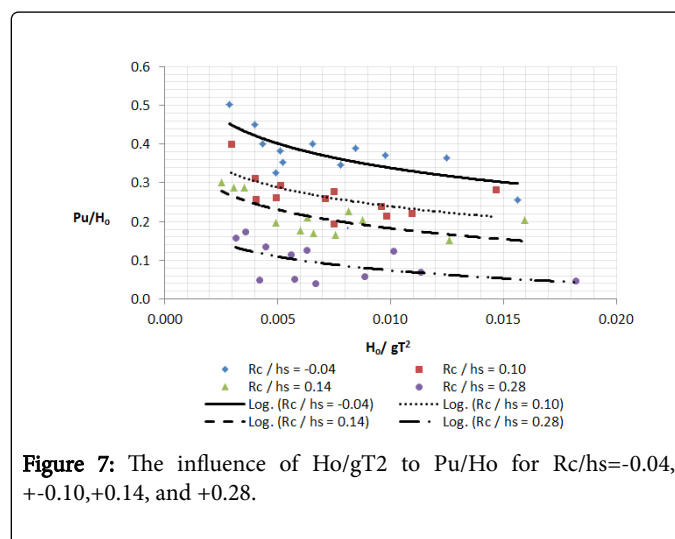 0.6
0.5
0.4
0.3
0.2
0.1
0.0
Pu/Hₒ
0.000 0.005 0.010 0.015 0.020
Hₒ/ gT²
Rc / hs = -0.04 Rc / hs = 0.10
Rc / hs = 0.14 Rc / hs = 0.28
Log. (Rc / hs = -0.04) Log. (Rc / hs = 0.10)
Log. (Rc / hs = 0.14) Log. (Rc / hs = 0.28)
Figure 7: The influence of Ho/gT2 to Pu/Ho for Rc/hs=-0.04,
+-0.10,+0.14, and +0.28.